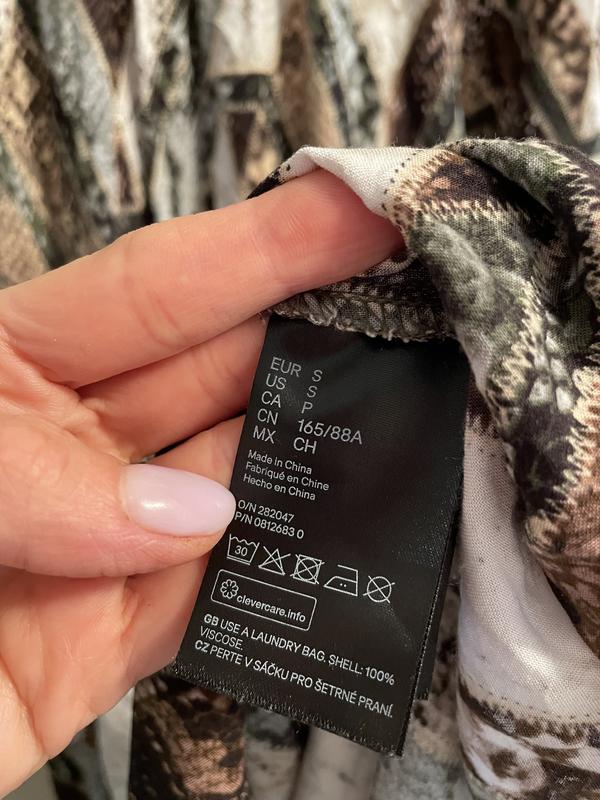 EUR S
US S
CA P
CN 165/88A
MX CH
Made in China
Fabriqué en Chine
Hecho en China
O/N 282047
P/N 0812683 0
30
clevercare.info
GB USE A LAUNDRY BAG. SHELL: 100%
VISCOSE.
CZ PERTE V SÁČKU PRO ŠETRNÉ PRANÍ.